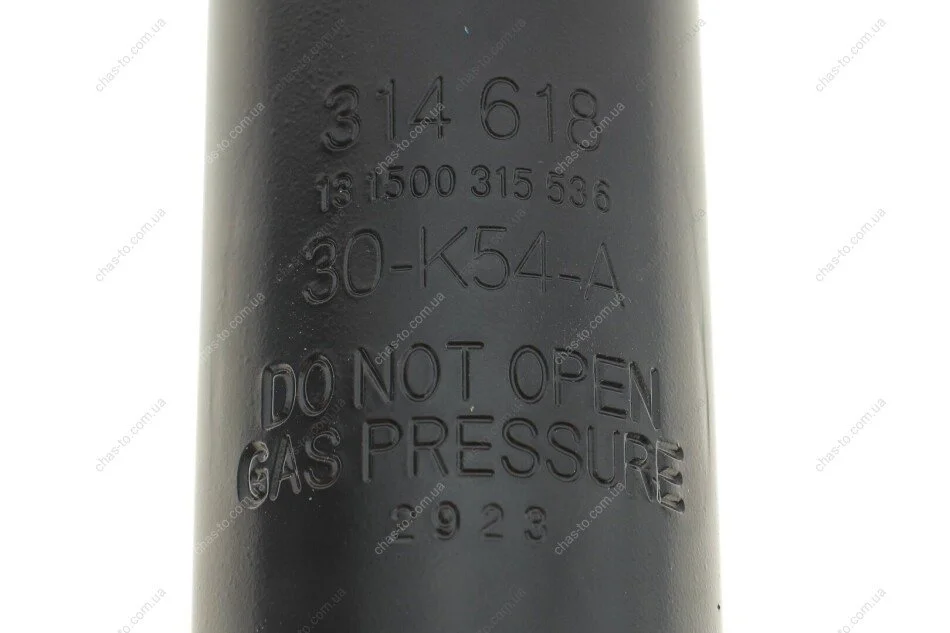 314 618
13 1500 315 536
30-K54-A
DO NOT OPEN
GAS PRESSURE
2923
chas-to.com.ua